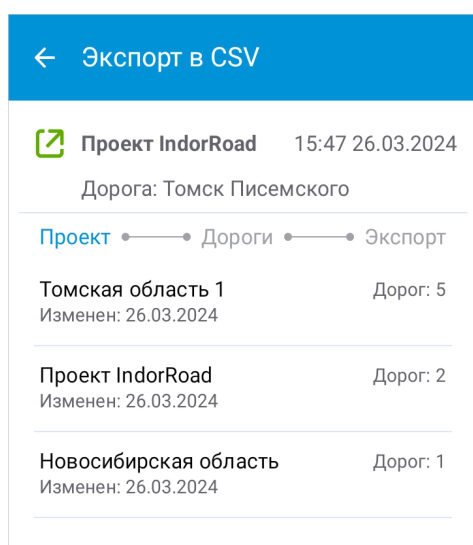 Экспорт в CSV
Проект IndorRoad 15:47 26.03.2024
Дорога: Томск Писемского
Проект Дороги Экспорт
Томская область 1 Дорог: 5
Изменен: 26.03.2024
Проект IndorRoad Дорог: 2
Изменен: 26.03.2024
Новосибирская область Дорог: 1
Изменен: 26.03.2024